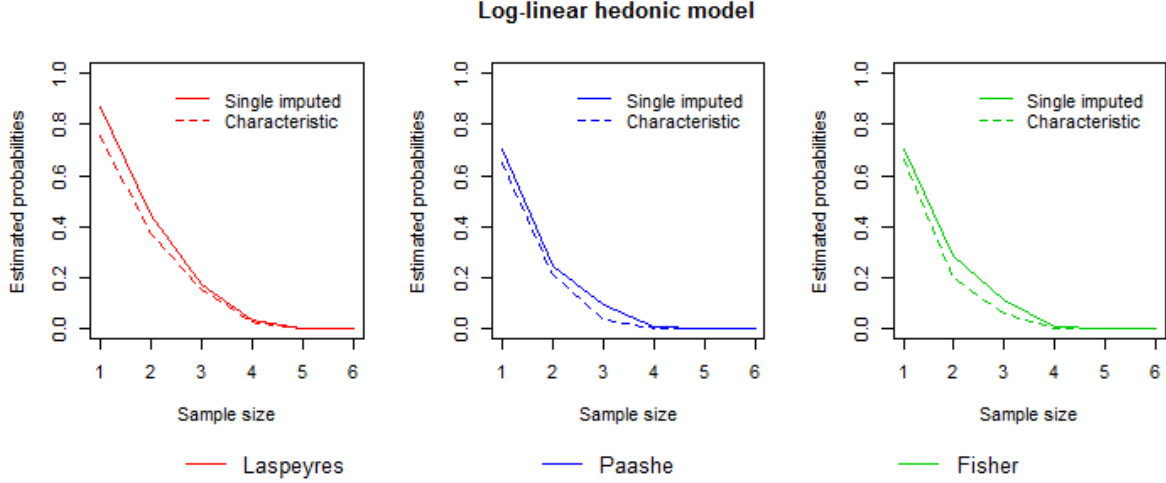 Log-linear hedonic model
Estimated probabilities
0.0 0.2 0.4 0.6 0.8 1.0
Single imputed
Characteristic
1 2 3 4 5 6
Sample size
Estimated probabilities
0.0 0.2 0.4 0.6 0.8 1.0
Single imputed
Characteristic
1 2 3 4 5 6
Sample size
Estimated probabilities
0.0 0.2 0.4 0.6 0.8 1.0
Single imputed
Characteristic
1 2 3 4 5 6
Sample size
Laspeyres Paashe Fisher